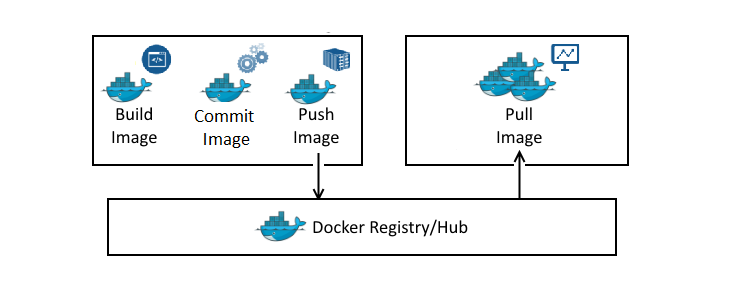 Build
Image
Commit
Image
Push
Image
Pull
Image
Docker Registry/Hub